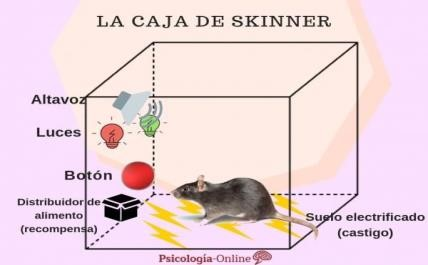 LA CAJA DE SKINNER
Altavoz
Luces
Botón
Distribuidor de
alimento
(recompensa)
Suelo electrificado
(castigo)
Psicología-Online